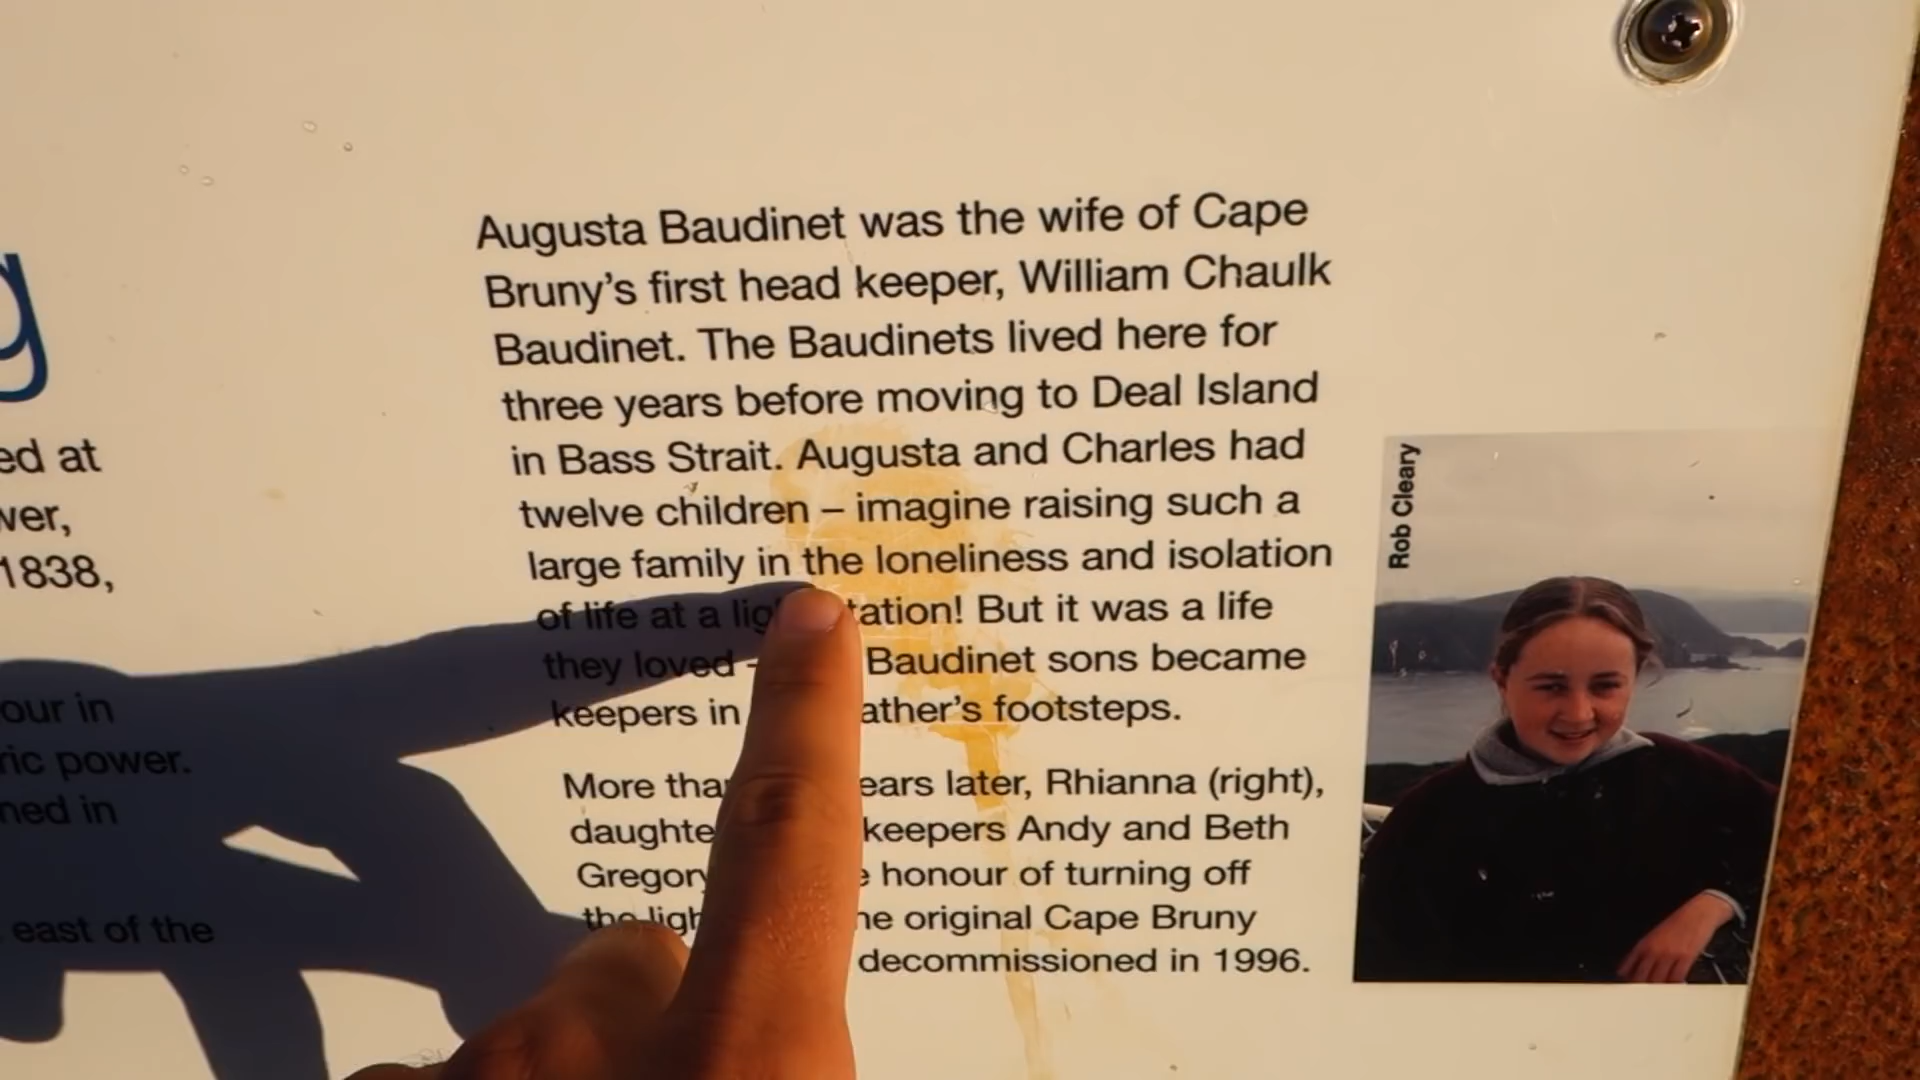 g
ed at
ver,
1838,
our in
ric power.
ned in
east of the
Augusta Baudinet was the wife of Cape
Bruny's first head keeper, William Chaulk
Baudinet. The Baudinets lived here for
three years before moving to Deal Island
in Bass Strait. Augusta and Charles had
twelve children – imagine raising such a
large family in the loneliness and isolation
of life at a lig tation! But it was a life
they loved - Baudinet sons became
keepers in ather's footsteps.
More tha ears later, Rhianna (right),
daughte keepers Andy and Beth
Gregory e honour of turning off
the ligh he original Cape Bruny
decommissioned in 1996.
Rob Cleary